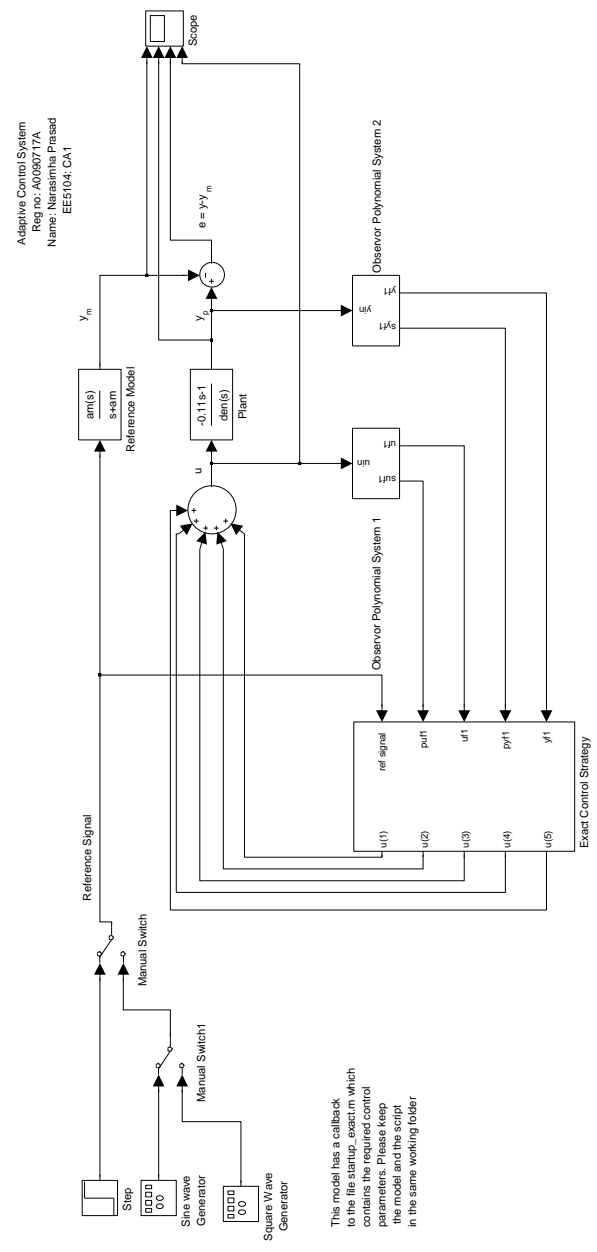 Adaptive Control System
Reg no: A0090717A
Name: Narasimha Prasad
EE5104: CA1
Step
Sine wave
Generator
Square Wave
Generator
Manual Switch1
Manual Switch
Reference Signal
am(s)
s+am
Reference Model
y_m
u
-0.11s-1
den(s)
Plant
y_p
e = y-y_m
Scope
Observor Polynomial System 1
uin
suf1
uf1
Observor Polynomial System 2
yin
syf1
yf1
ref signal
puf1
uf1
pyf1
yf1
u(1)
u(2)
u(3)
u(4)
u(5)
Exact Control Strategy
This model has a callback
to the file startup_exact.m which
contains the required control
parameters. Please keep
the model and the script
in the same working folder